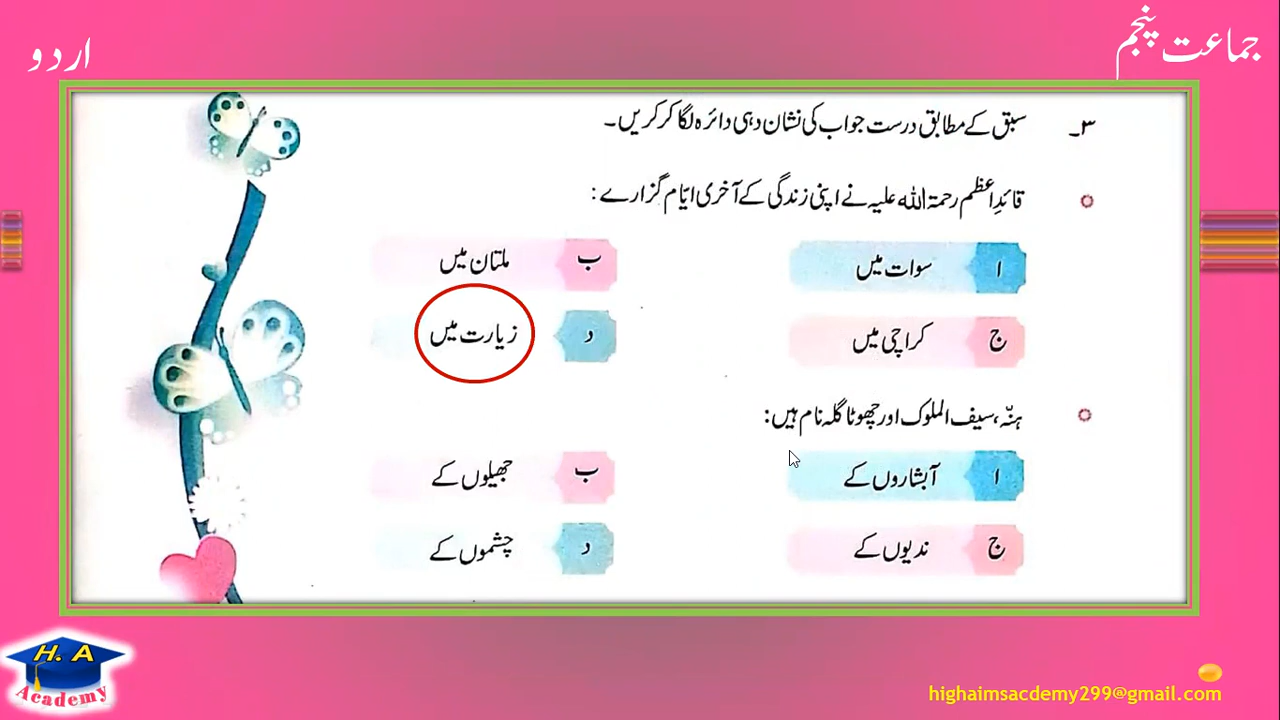 جماعت پنجم
اردو
۳۔ سبق کے مطابق درست جواب کی نشان دہی دائرہ لگا کر کریں۔
قائدِاعظم رحمۃ اللہ علیہ نے اپنی زندگی کے آخری ایّام گزارے:
ا سوات میں
ب ملتان میں
ج کراچی میں
د زیارت میں
ہنّہ، سیف الملوک اور چھوٹا گلہ نام ہیں:
ا آبشاروں کے
ب جھیلوں کے
ج ندیوں کے
د چشموں کے
H. A
Academy
highaimsacdemy299@gmail.com